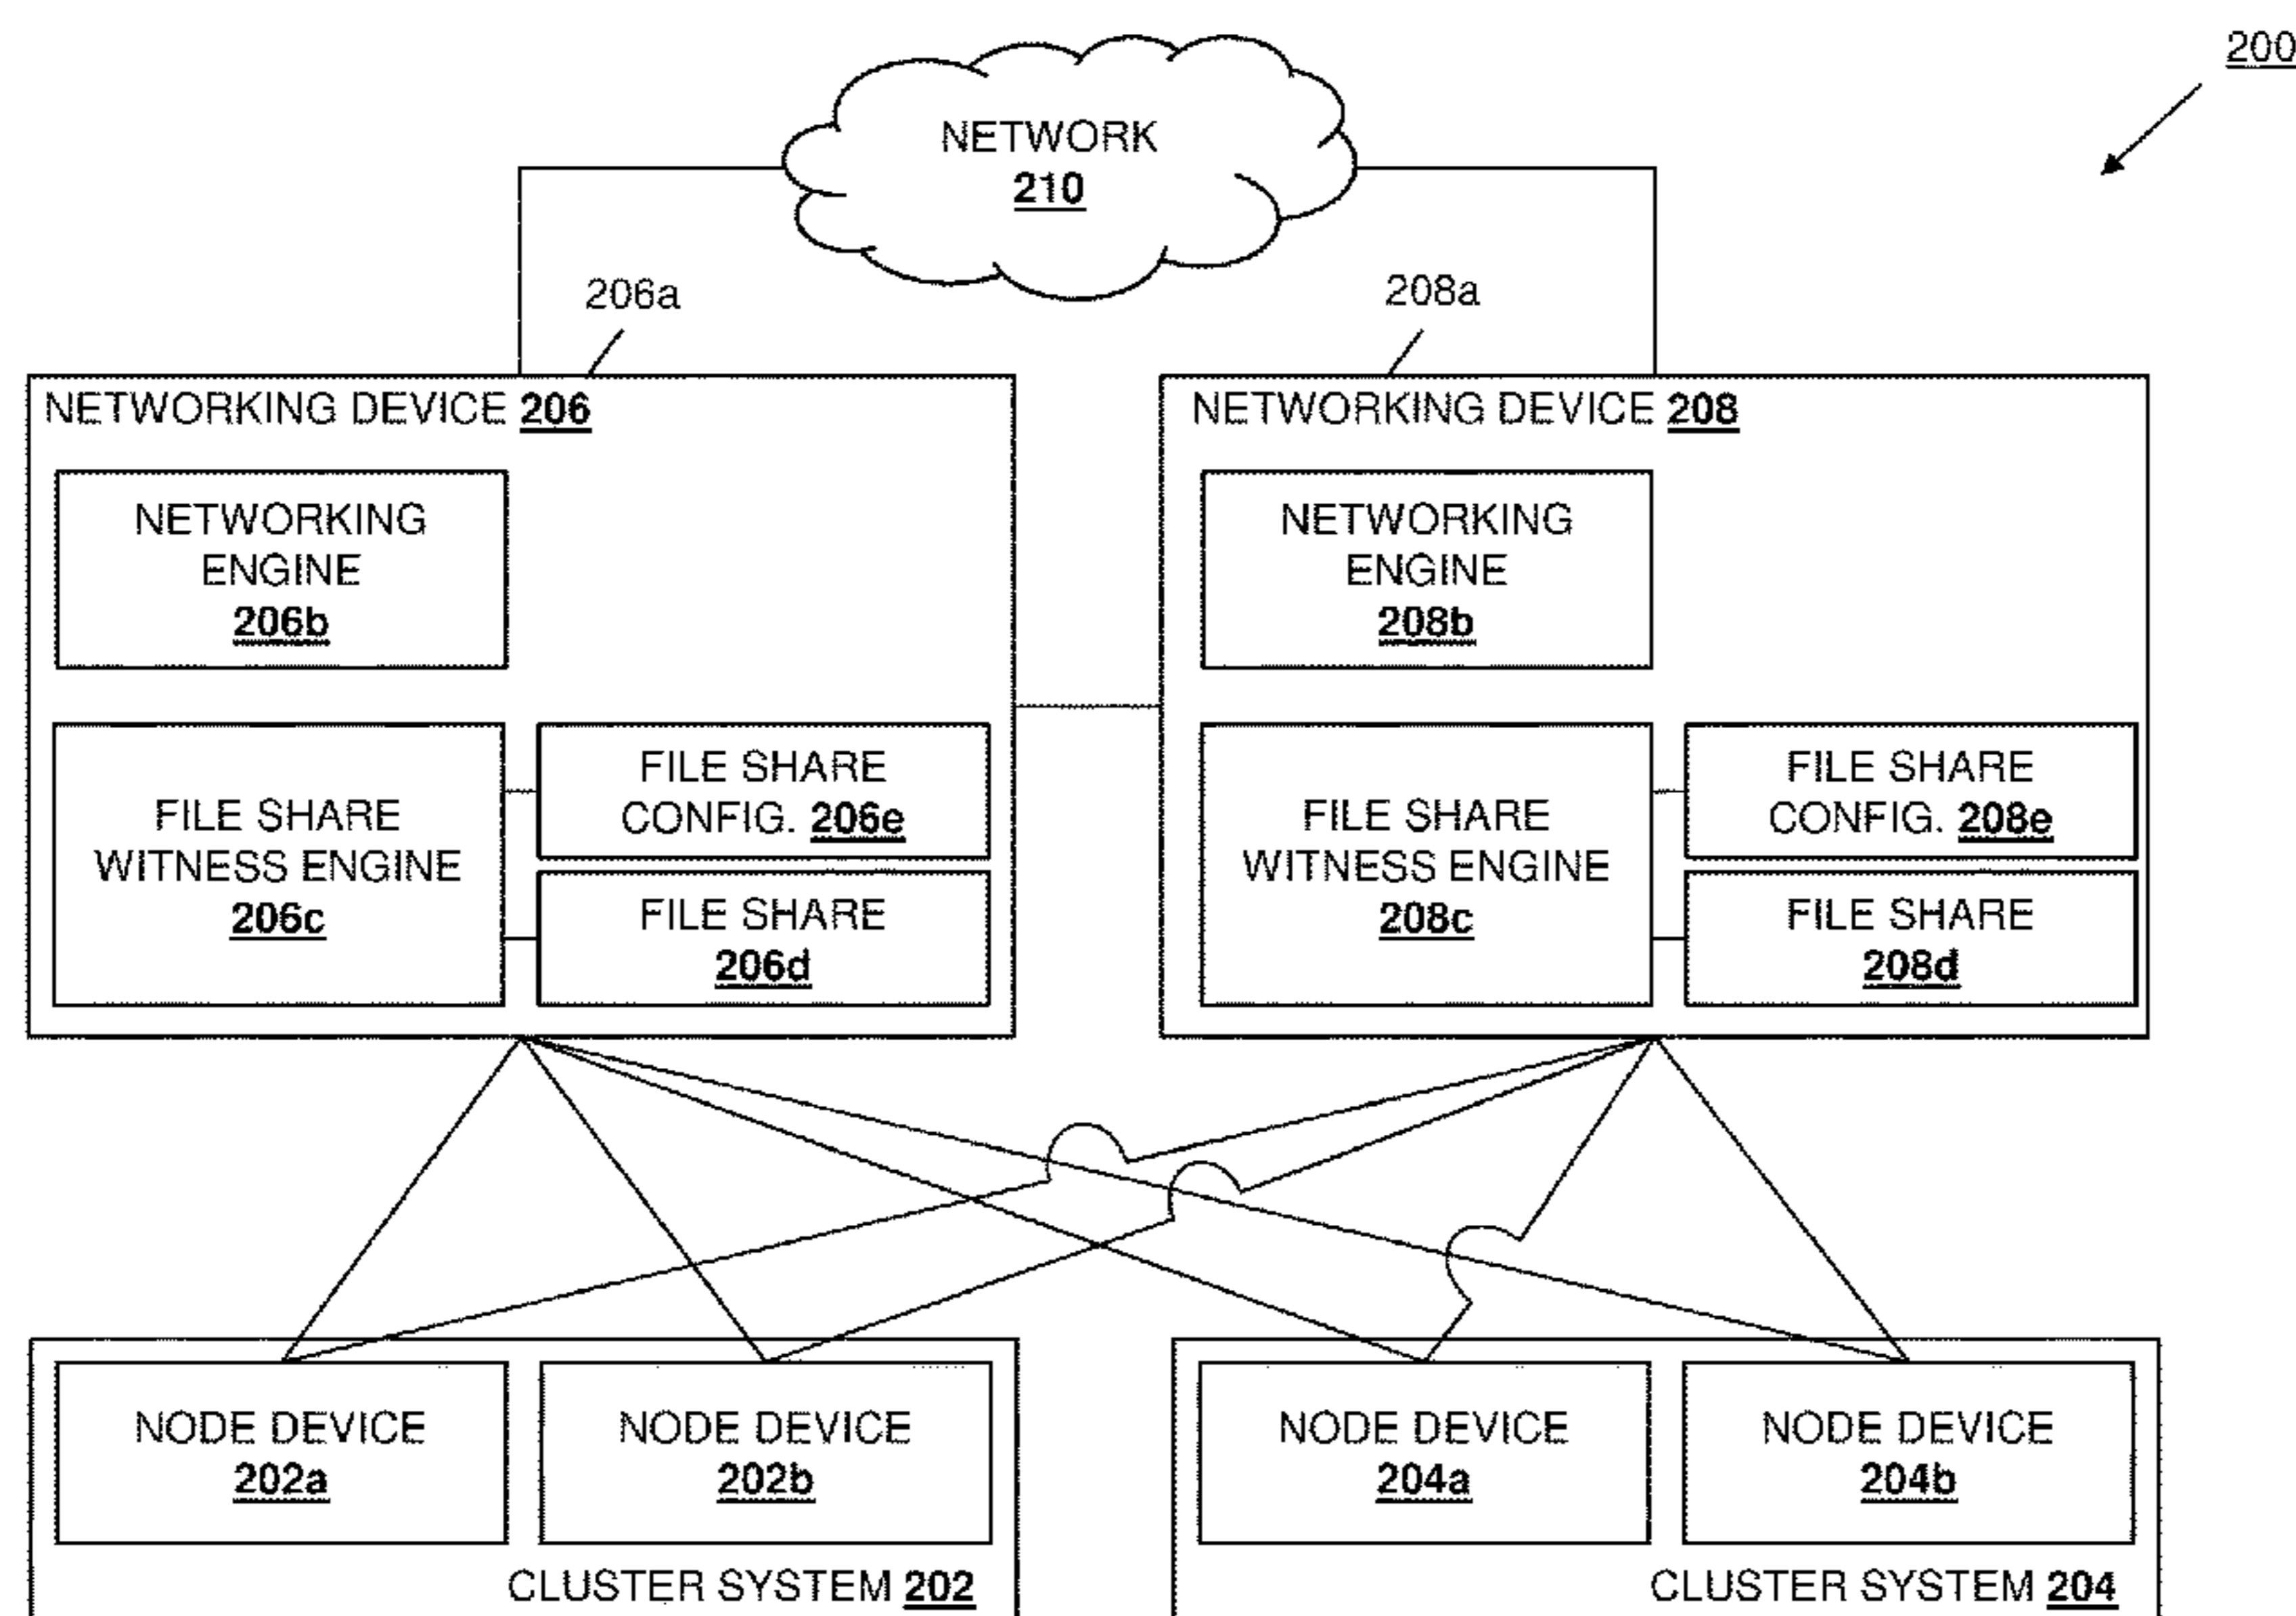 200
NETWORK
210
206a
208a
NETWORKING DEVICE 206
NETWORKING
ENGINE
206b
FILE SHARE
WITNESS ENGINE
206c
FILE SHARE
CONFIG. 206e
FILE SHARE
206d
NETWORKING DEVICE 208
NETWORKING
ENGINE
208b
FILE SHARE
WITNESS ENGINE
208c
FILE SHARE
CONFIG. 208e
FILE SHARE
208d
NODE DEVICE
202a
NODE DEVICE
202b
CLUSTER SYSTEM 202
NODE DEVICE
204a
NODE DEVICE
204b
CLUSTER SYSTEM 204